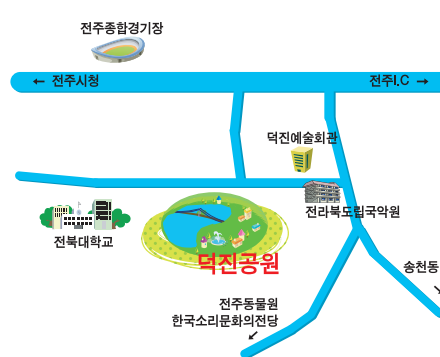 전주종합경기장
← 전주시청
전주I.C →
덕진예술회관
전라북도립국악원
전북대학교
덕진공원
송천동
전주동물원
한국소리문화의전당